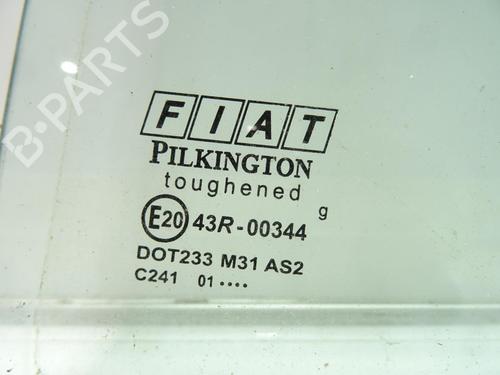 B-PARTS
FIAT
PILKINGTON
toughened
g
E20 43R-00344
DOT233 M31 AS2
C241 01 ....